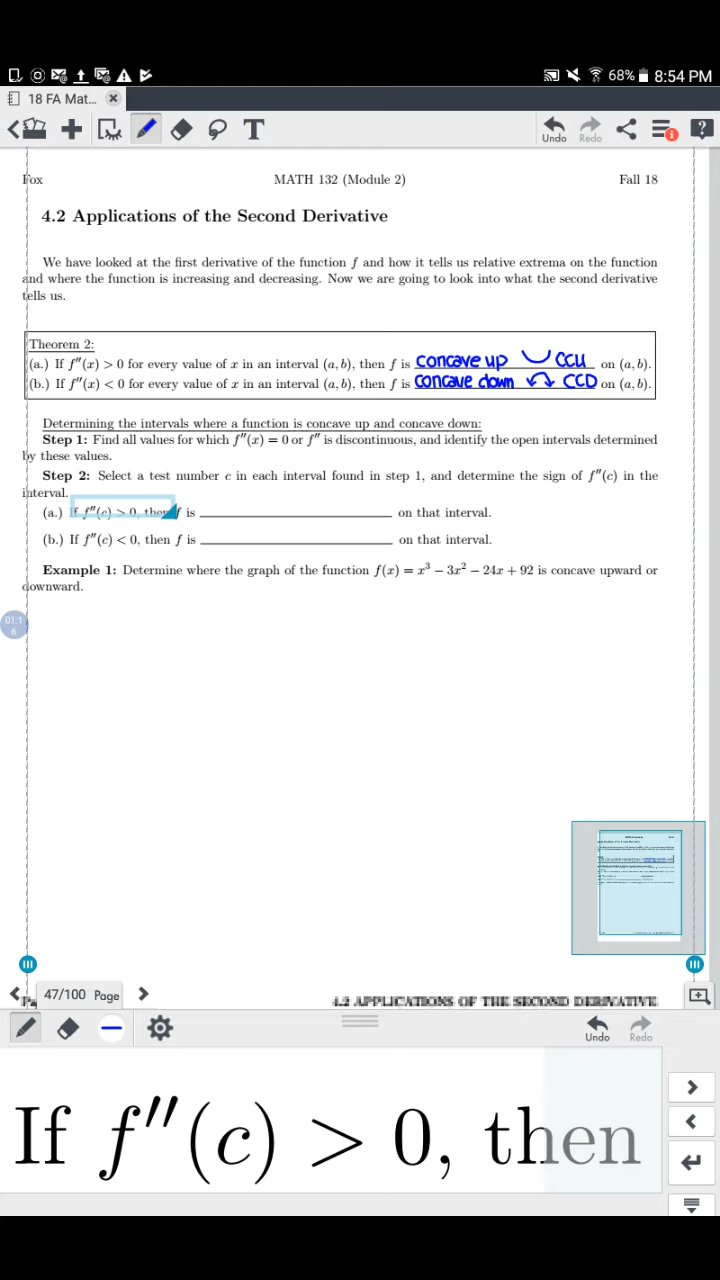 68% 8:54 PM
18 FA Mat...
T Undo Redo
Fox MATH 132 (Module 2) Fall 18
4.2 Applications of the Second Derivative
We have looked at the first derivative of the function f and how it tells us relative extrema on the function
and where the function is increasing and decreasing. Now we are going to look into what the second derivative
tells us.
Theorem 2:
(a.) If f″(x) > 0 for every value of x in an interval (a, b), then f is concave up CCU on (a, b).
(b.) If f″(x) < 0 for every value of x in an interval (a, b), then f is concave down CCD on (a, b).
Determining the intervals where a function is concave up and concave down:
Step 1: Find all values for which f″(x) = 0 or f″ is discontinuous, and identify the open intervals determined
by these values.
Step 2: Select a test number c in each interval found in step 1, and determine the sign of f″(c) in the
interval.
(a.) If f″(c) > 0, then f is ____ on that interval.
(b.) If f″(c) < 0, then f is ____ on that interval.
Example 1: Determine where the graph of the function f(x) = x³ − 3x² − 24x + 92 is concave upward or
downward.
01:1
6
47/100 Page
4.2 APPLICATIONS OF THE SECOND DERIVATIVE
Undo Redo
If f″(c) > 0, then